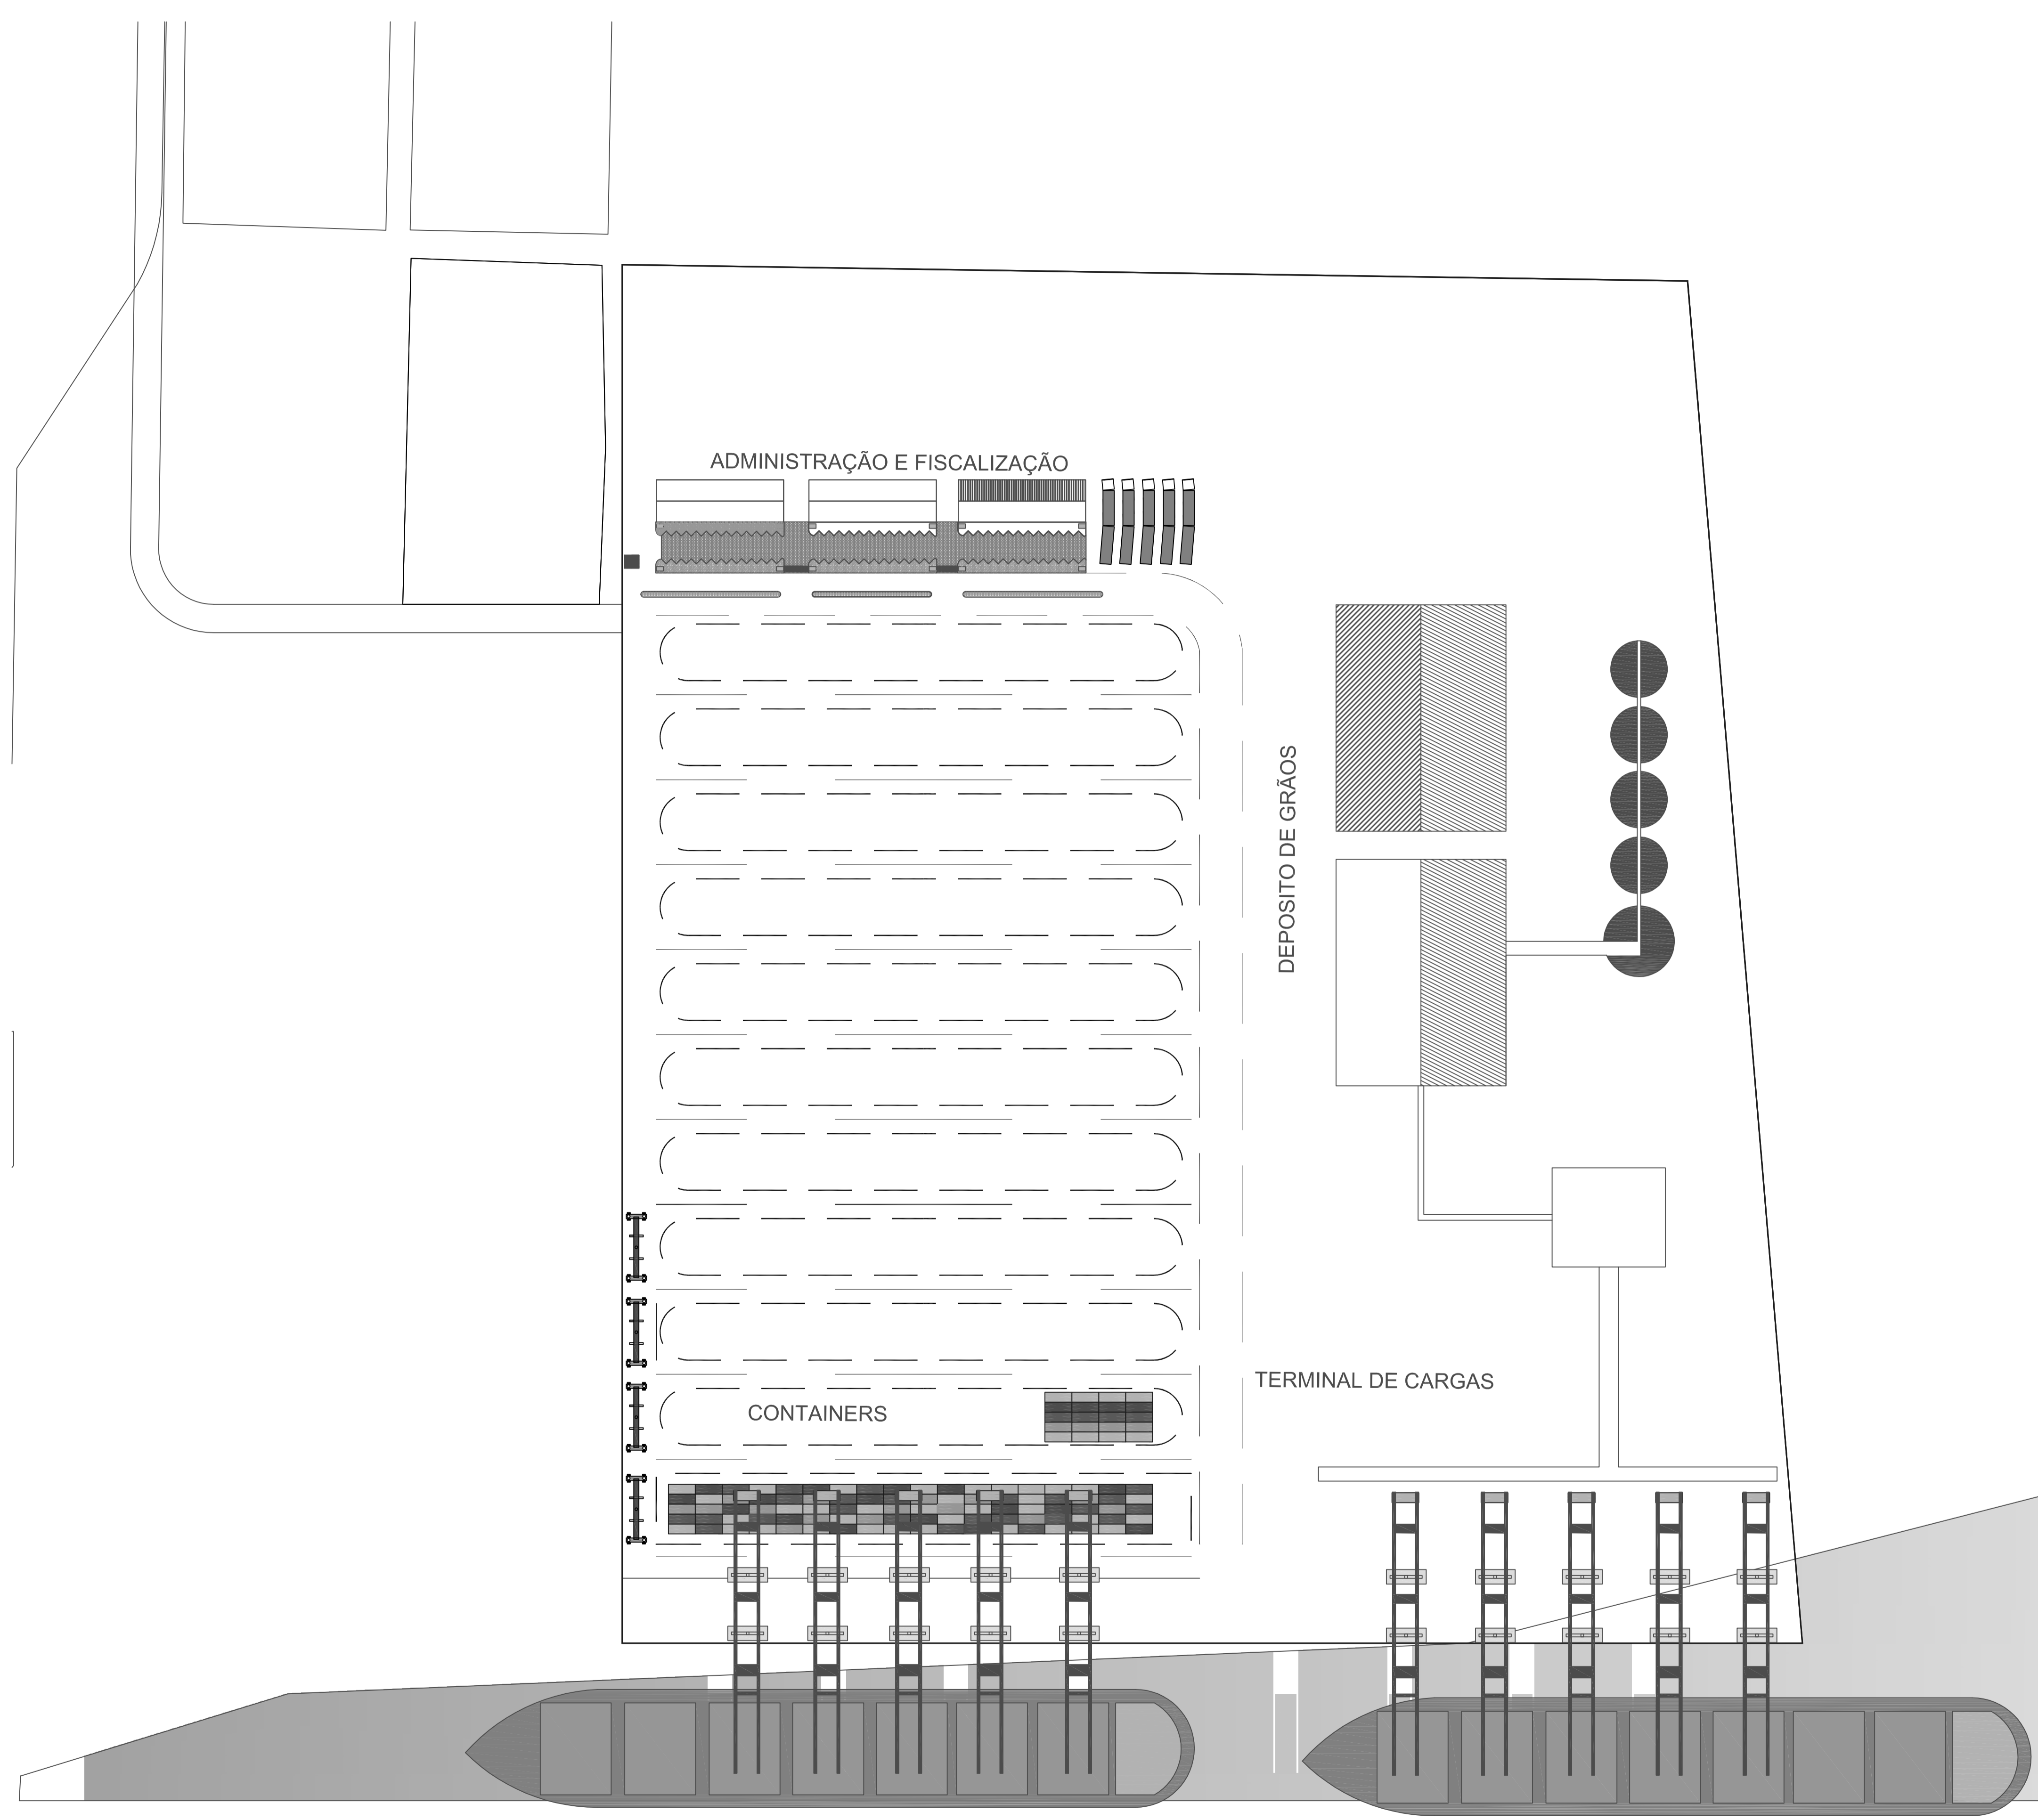 ADMINISTRAÇÃO E FISCALIZAÇÃO
DEPOSITO DE GRÃOS
TERMINAL DE CARGAS
CONTAINERS